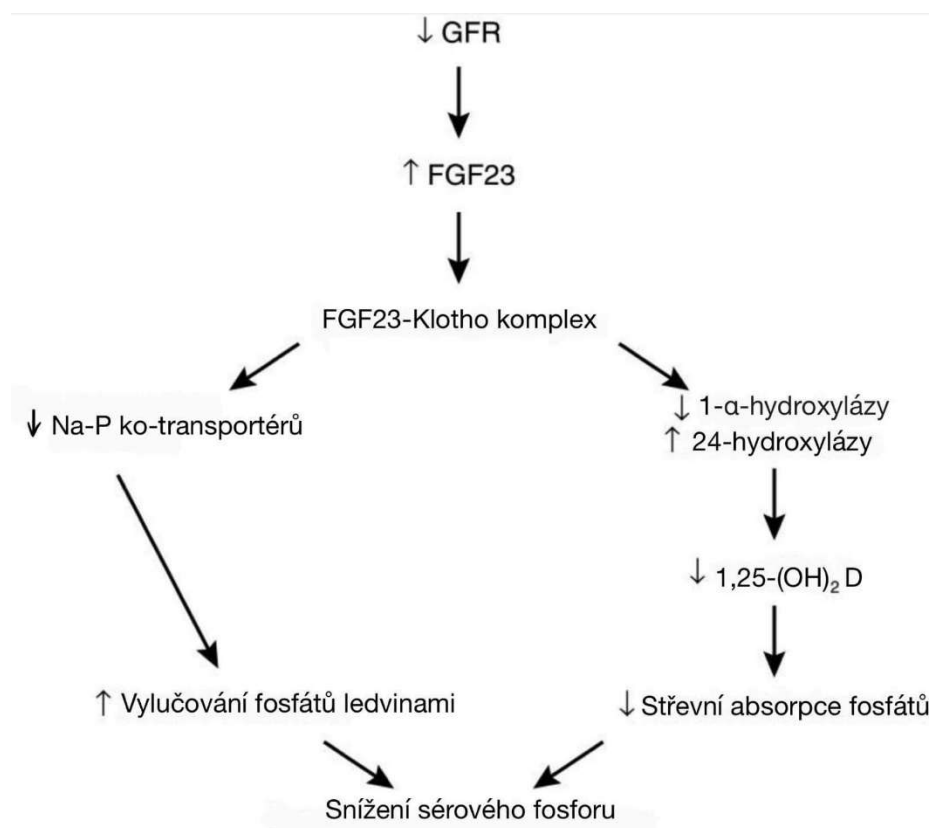 ↓ GFR
↑ FGF23
FGF23-Klotho komplex
↓ Na-P ko-transportérů
↓ 1-α-hydroxylázy
↑ 24-hydroxylázy
↓ 1,25-(OH)₂ D
↑ Vylučování fosfátů ledvinami
↓ Střevní absorpce fosfátů
Snížení sérového fosforu